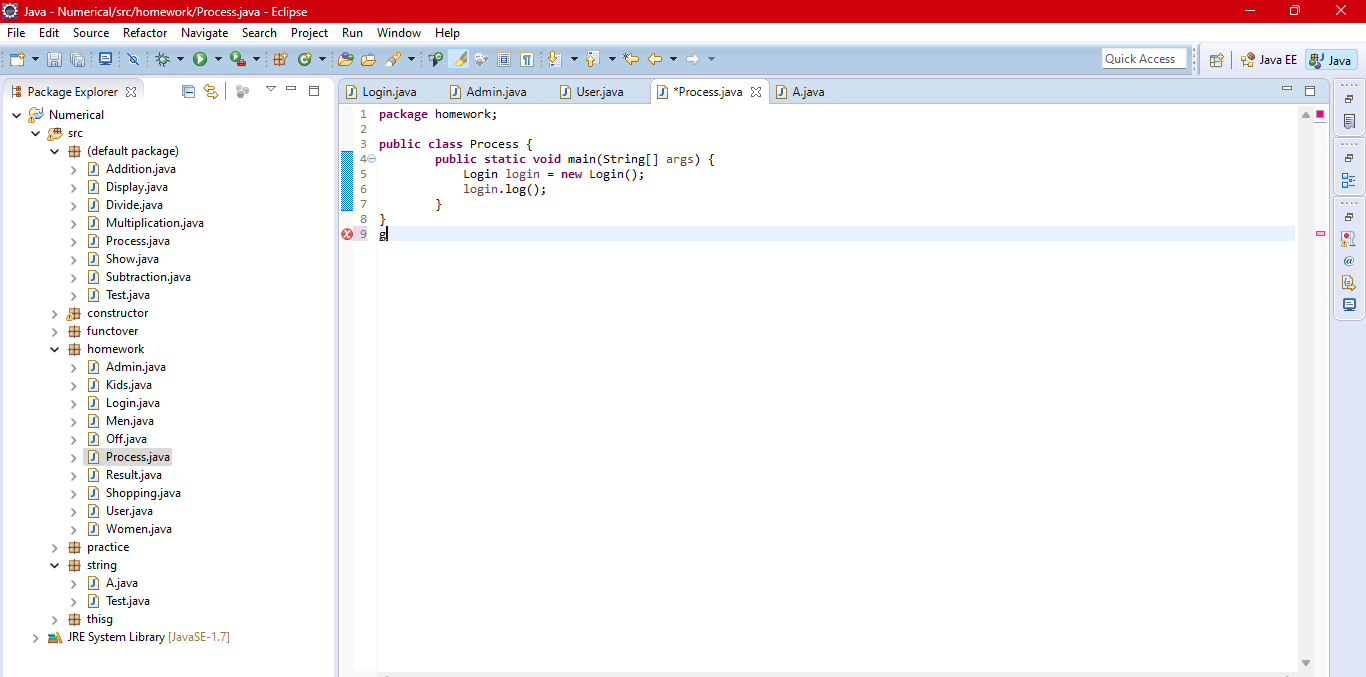 Java - Numerical/src/homework/Process.java - Eclipse
File Edit Source Refactor Navigate Search Project Run Window Help
Quick Access Java EE Java
Package Explorer
Login.java Admin.java User.java *Process.java A.java
Numerical
src
(default package)
Addition.java
Display.java
Divide.java
Multiplication.java
Process.java
Show.java
Subtraction.java
Test.java
constructor
functover
homework
Admin.java
Kids.java
Login.java
Men.java
Off.java
Process.java
Result.java
Shopping.java
User.java
Women.java
practice
string
A.java
Test.java
thisg
JRE System Library [JavaSE-1.7]
1 package homework;
2
3 public class Process {
4 public static void main(String[] args) {
5 Login login = new Login();
6 login.log();
7 }
8 }
9 g